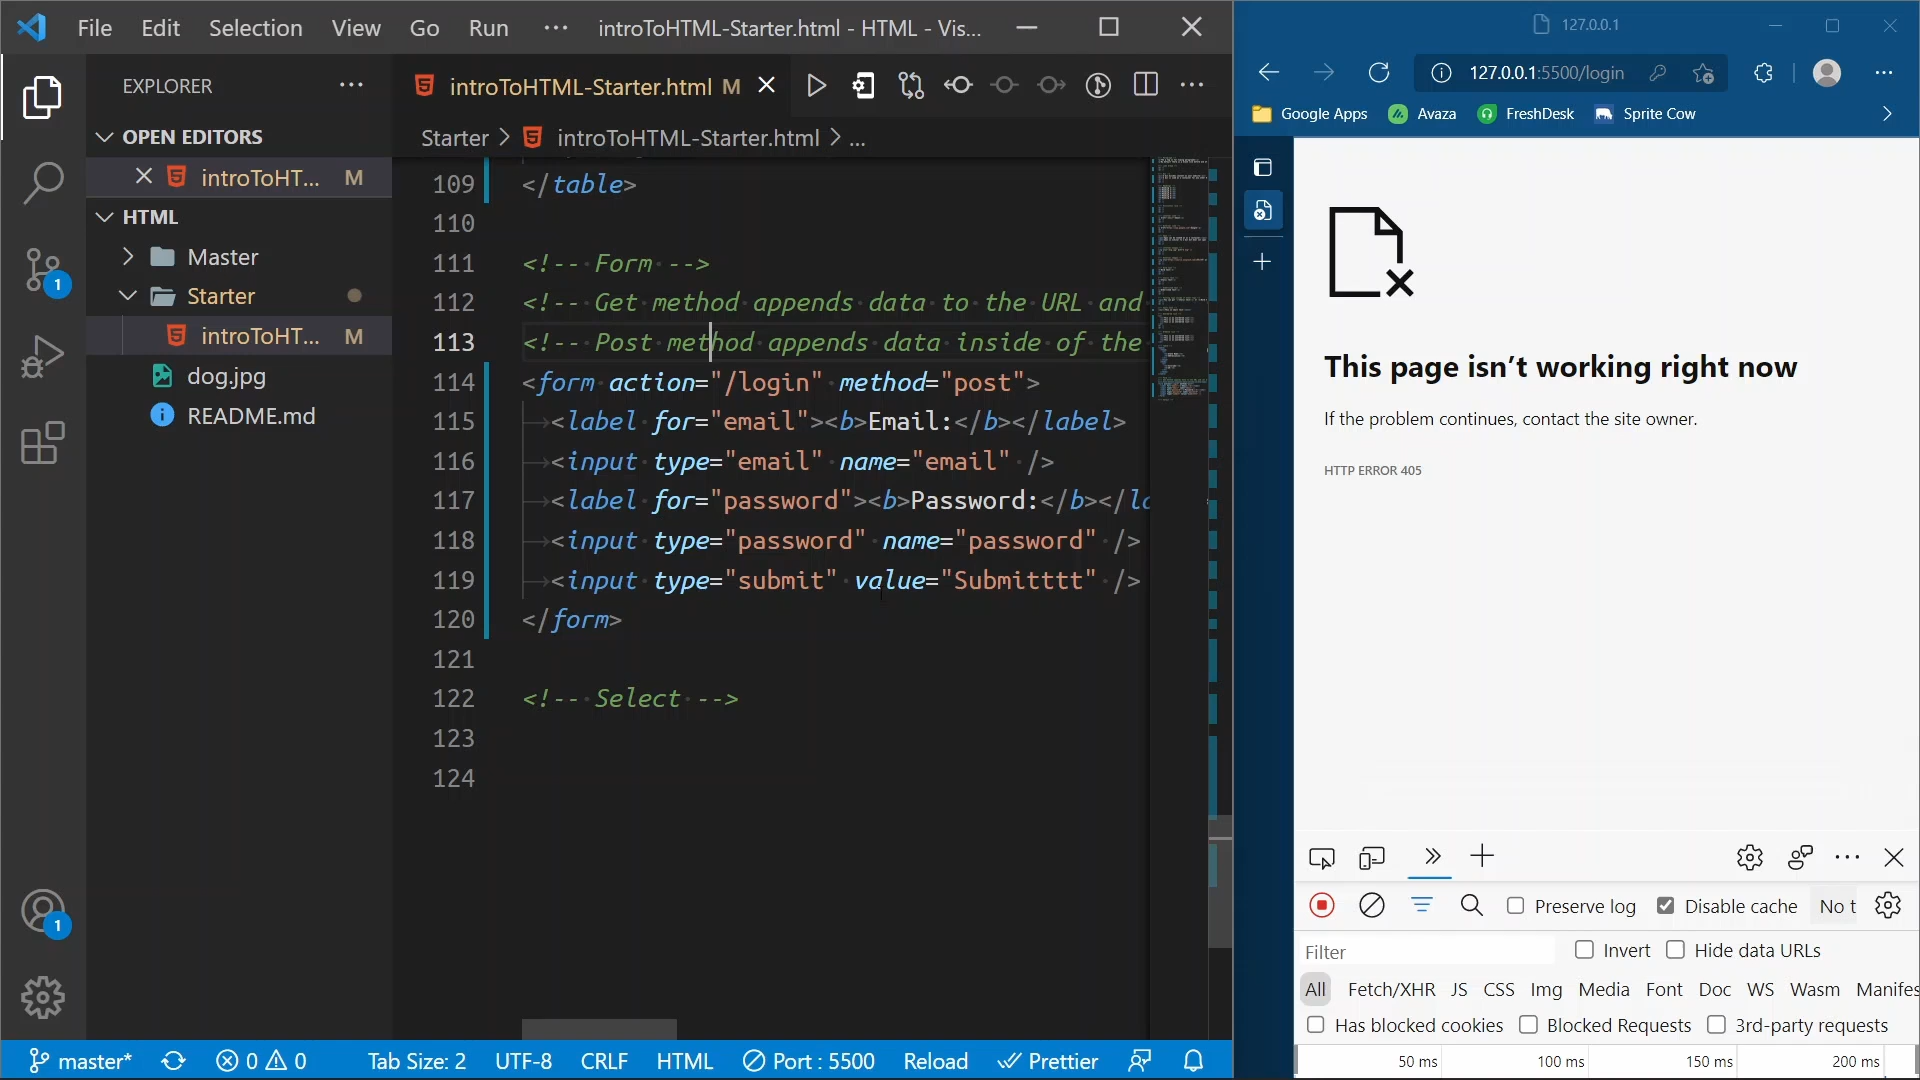 File Edit Selection View Go Run ··· introToHTML-Starter.html - HTML - Vis...
EXPLORER
OPEN EDITORS
introToHT... M
HTML
Master
Starter
introToHT... M
dog.jpg
README.md
1
1
introToHTML-Starter.html M
Starter > introToHTML-Starter.html > ...
109 </table>
110
111 <!-- Form -->
112 <!-- Get method appends data to the URL and
113 <!-- Post method appends data inside of the
114 <form action="/login" method="post">
115 <label for="email"><b>Email:</b></label>
116 <input type="email" name="email" />
117 <label for="password"><b>Password:</b></la
118 <input type="password" name="password" />
119 <input type="submit" value="Submitttt" />
120 </form>
121
122 <!-- Select -->
123
124
master* 0 0 Tab Size: 2 UTF-8 CRLF HTML Port : 5500 Reload Prettier
127.0.0.1
127.0.0.1:5500/login
Google Apps Avaza FreshDesk Sprite Cow
This page isn’t working right now
If the problem continues, contact the site owner.
HTTP ERROR 405
Preserve log Disable cache No t
Filter Invert Hide data URLs
All Fetch/XHR JS CSS Img Media Font Doc WS Wasm Manifes
Has blocked cookies Blocked Requests 3rd-party requests
50 ms 100 ms 150 ms 200 ms